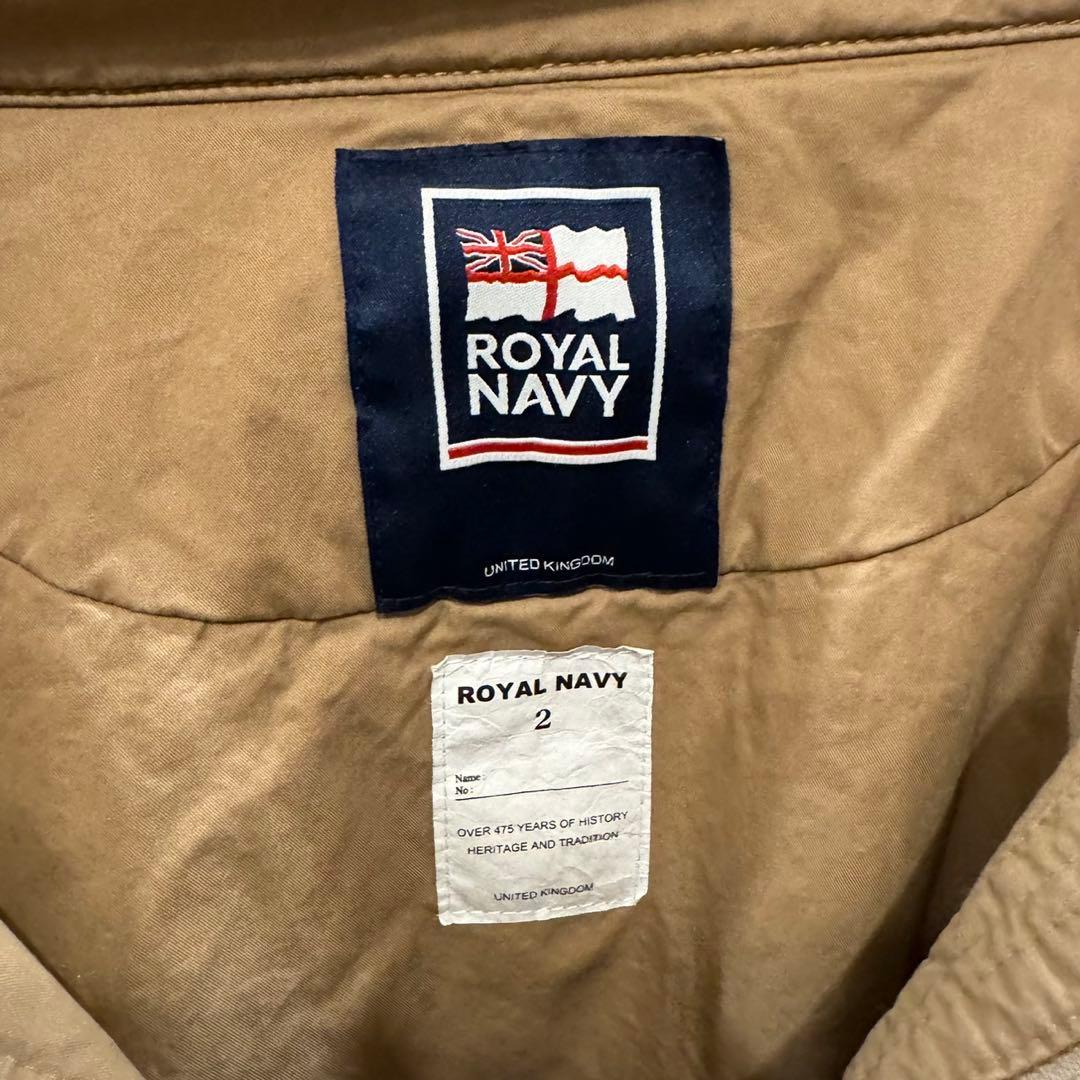 ROYAL
NAVY
UNITED KINGDOM
ROYAL NAVY
2
Name :
No :
OVER 475 YEARS OF HISTORY
HERITAGE AND TRADITION
UNITED KINGDOM